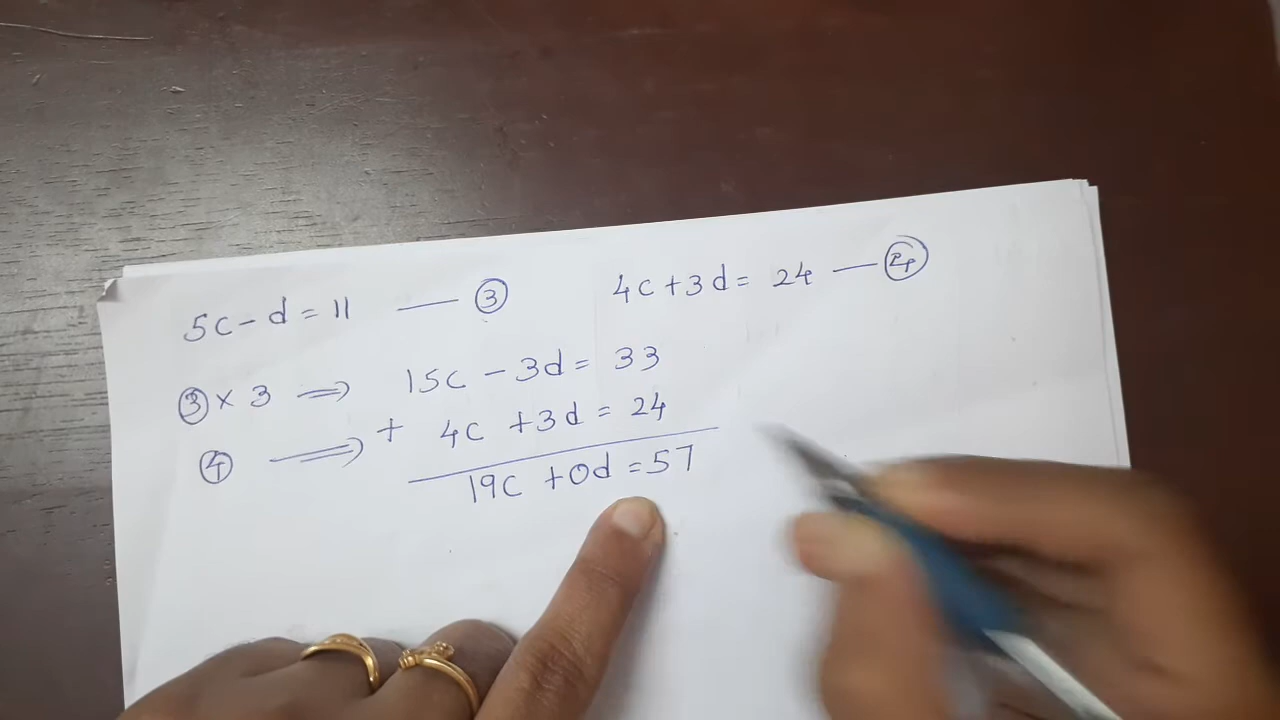 5c - d = 11 — ③ 4c + 3d = 24 — ④
③ × 3 ⟹ 15c - 3d = 33
④ ⟹ + 4c + 3d = 24
19c + 0d = 57